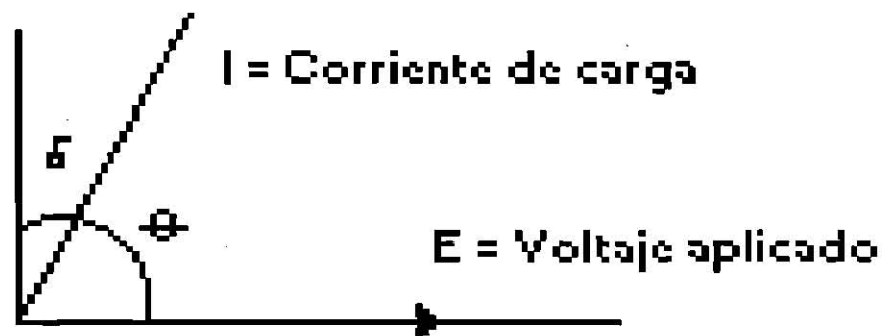 I = Corriente de carga
δ
θ
E = Voltaje aplicado